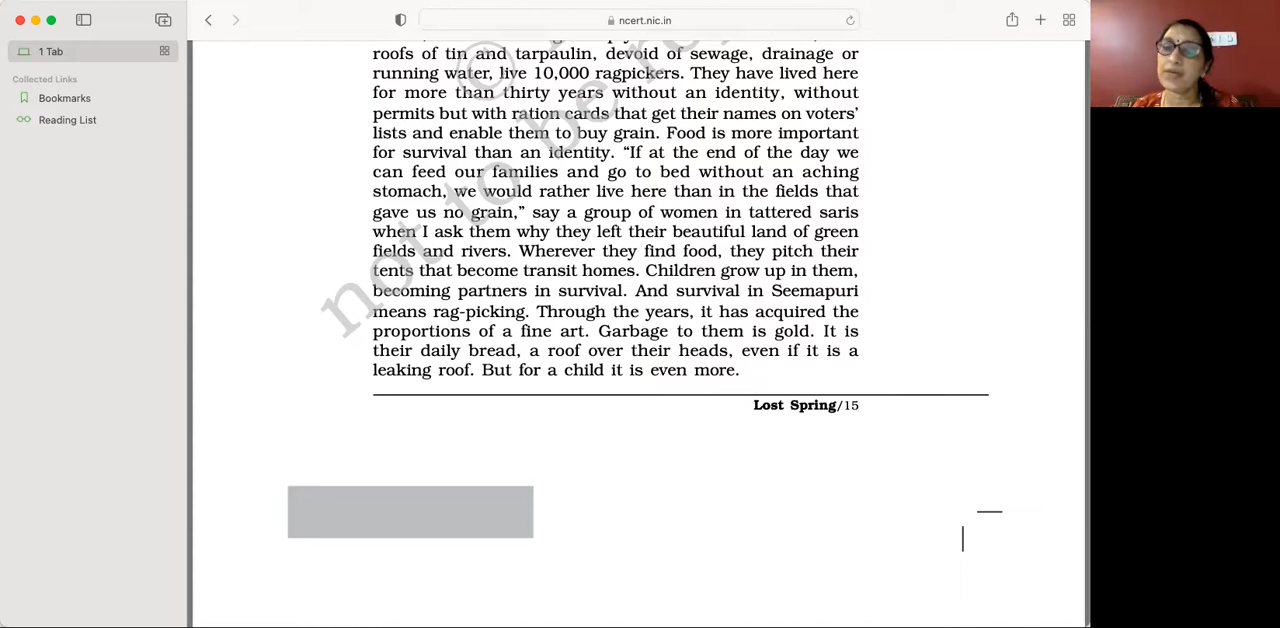 ncert.nic.in
1 Tab
Collected Links
Bookmarks
Reading List
roofs of tin and tarpaulin, devoid of sewage, drainage or
running water, live 10,000 ragpickers. They have lived here
for more than thirty years without an identity, without
permits but with ration cards that get their names on voters’
lists and enable them to buy grain. Food is more important
for survival than an identity. “If at the end of the day we
can feed our families and go to bed without an aching
stomach, we would rather live here than in the fields that
gave us no grain,” say a group of women in tattered saris
when I ask them why they left their beautiful land of green
fields and rivers. Wherever they find food, they pitch their
tents that become transit homes. Children grow up in them,
becoming partners in survival. And survival in Seemapuri
means rag-picking. Through the years, it has acquired the
proportions of a fine art. Garbage to them is gold. It is
their daily bread, a roof over their heads, even if it is a
leaking roof. But for a child it is even more.
Lost Spring/15
©
not to be re